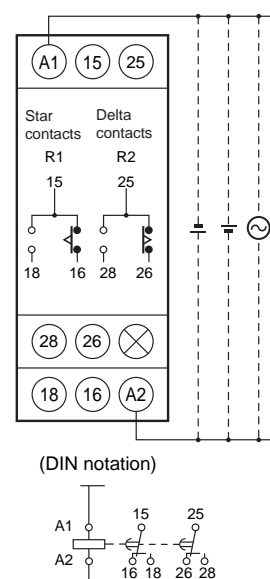 A1 15 25
Star contacts
Delta contacts
R1 R2
15 25
18 16 28 26
28 26
18 16 A2
(DIN notation)
15 25
A1
A2
16 18 26 28